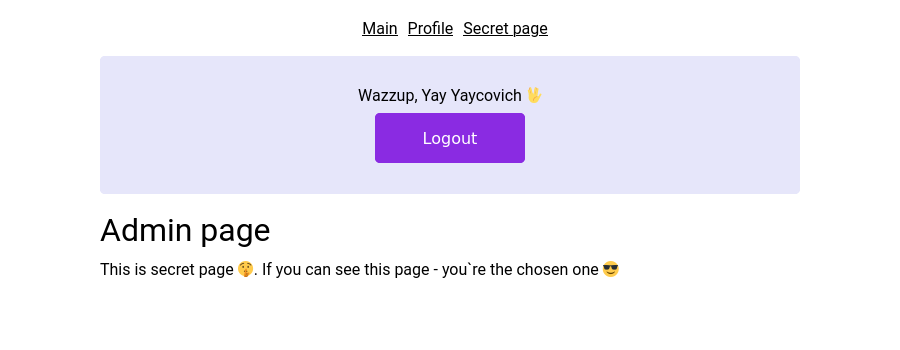 Main Profile Secret page
Wazzup, Yay Yaycovich 🖖
Logout
Admin page
This is secret page 🤫. If you can see this page - you`re the chosen one 😎